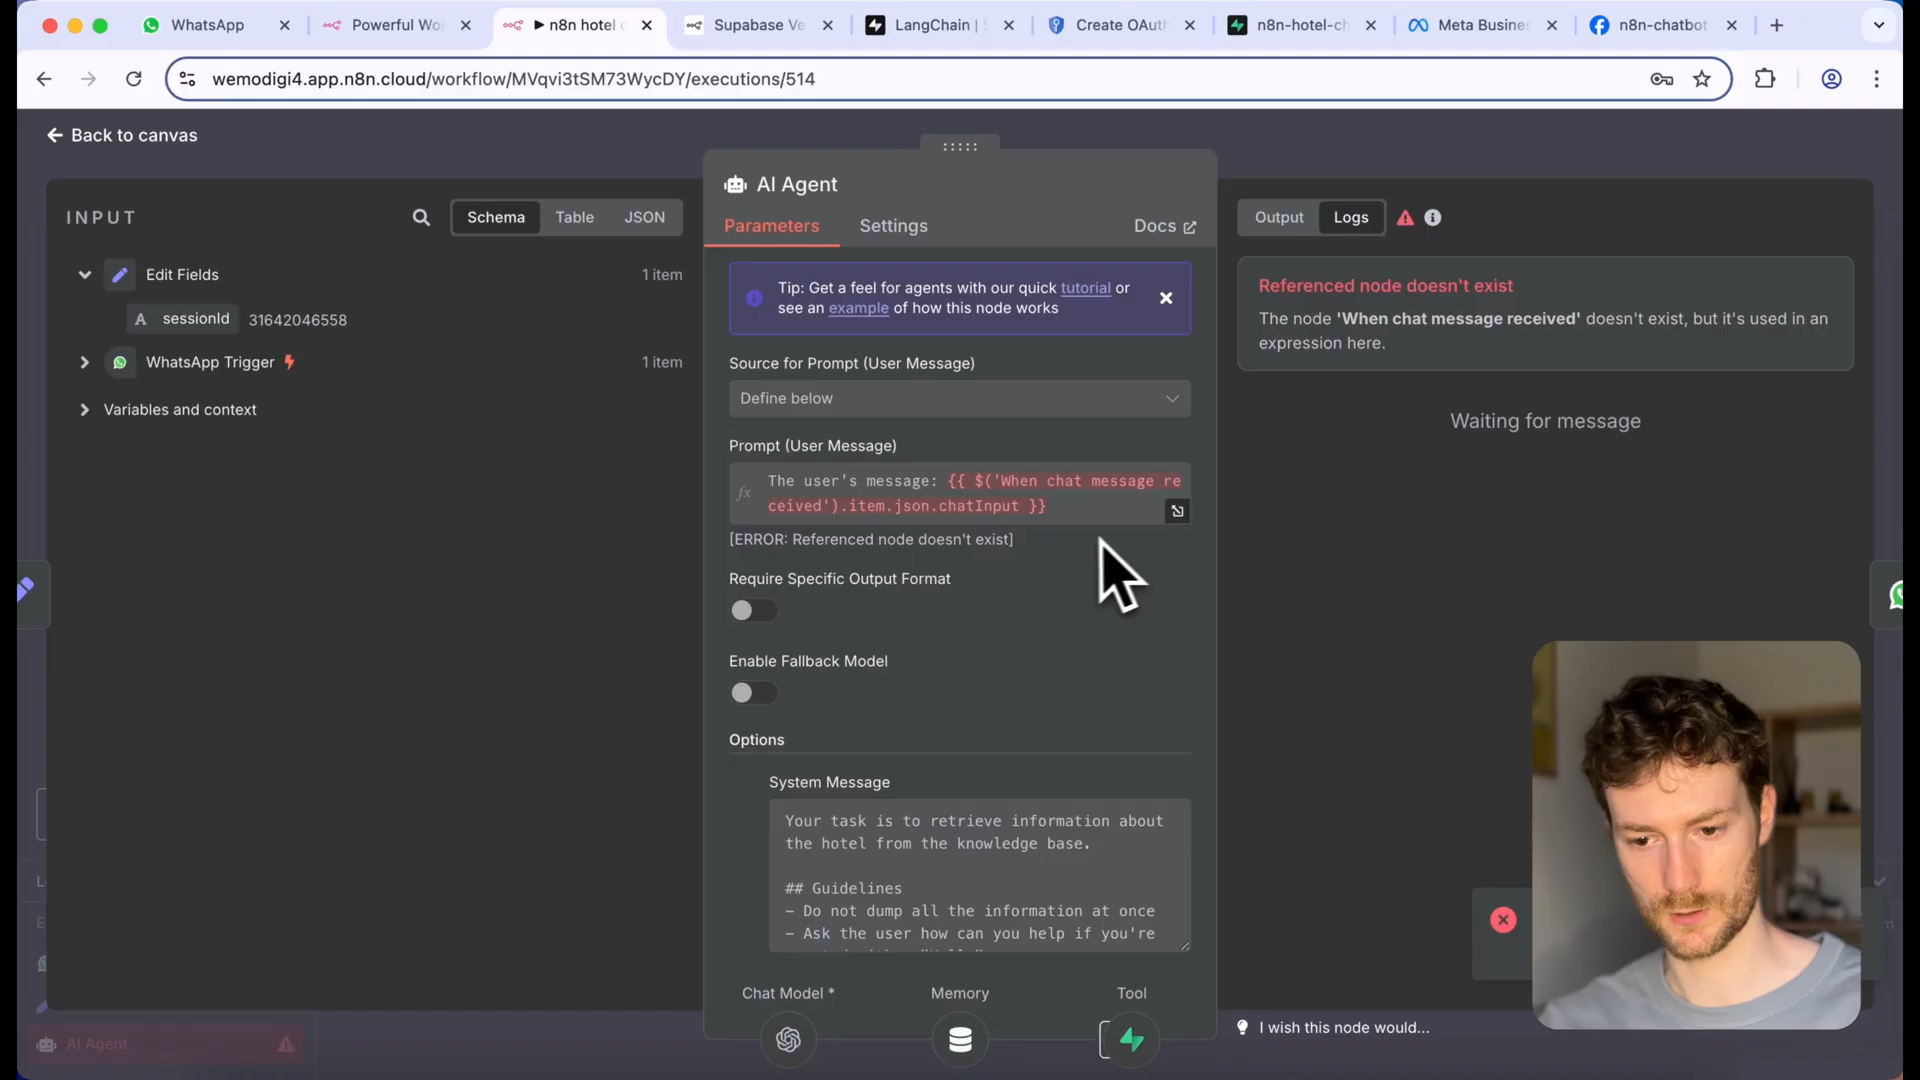 WhatsApp
Powerful Wo
n8n hotel c
Supabase Ve
LangChain |
Create OAuth
n8n-hotel-ch
Meta Busine
n8n-chatbot
wemodigi4.app.n8n.cloud/workflow/MVqvi3tSM73WycDY/executions/514
Back to canvas
INPUT
Schema
Table
JSON
Edit Fields
1 item
A sessionId 31642046558
WhatsApp Trigger
1 item
Variables and context
AI Agent
Parameters
Settings
Docs
Tip: Get a feel for agents with our quick tutorial or
see an example of how this node works
Source for Prompt (User Message)
Define below
Prompt (User Message)
fx
The user's message: {{ $('When chat message re
ceived').item.json.chatInput }}
[ERROR: Referenced node doesn't exist]
Require Specific Output Format
Enable Fallback Model
Options
System Message
Your task is to retrieve information about
the hotel from the knowledge base.
## Guidelines
- Do not dump all the information at once
- Ask the user how can you help if you're
Chat Model *
Memory
Tool
Output
Logs
Referenced node doesn't exist
The node 'When chat message received' doesn't exist, but it's used in an
expression here.
Waiting for message
I wish this node would...
AI Agent